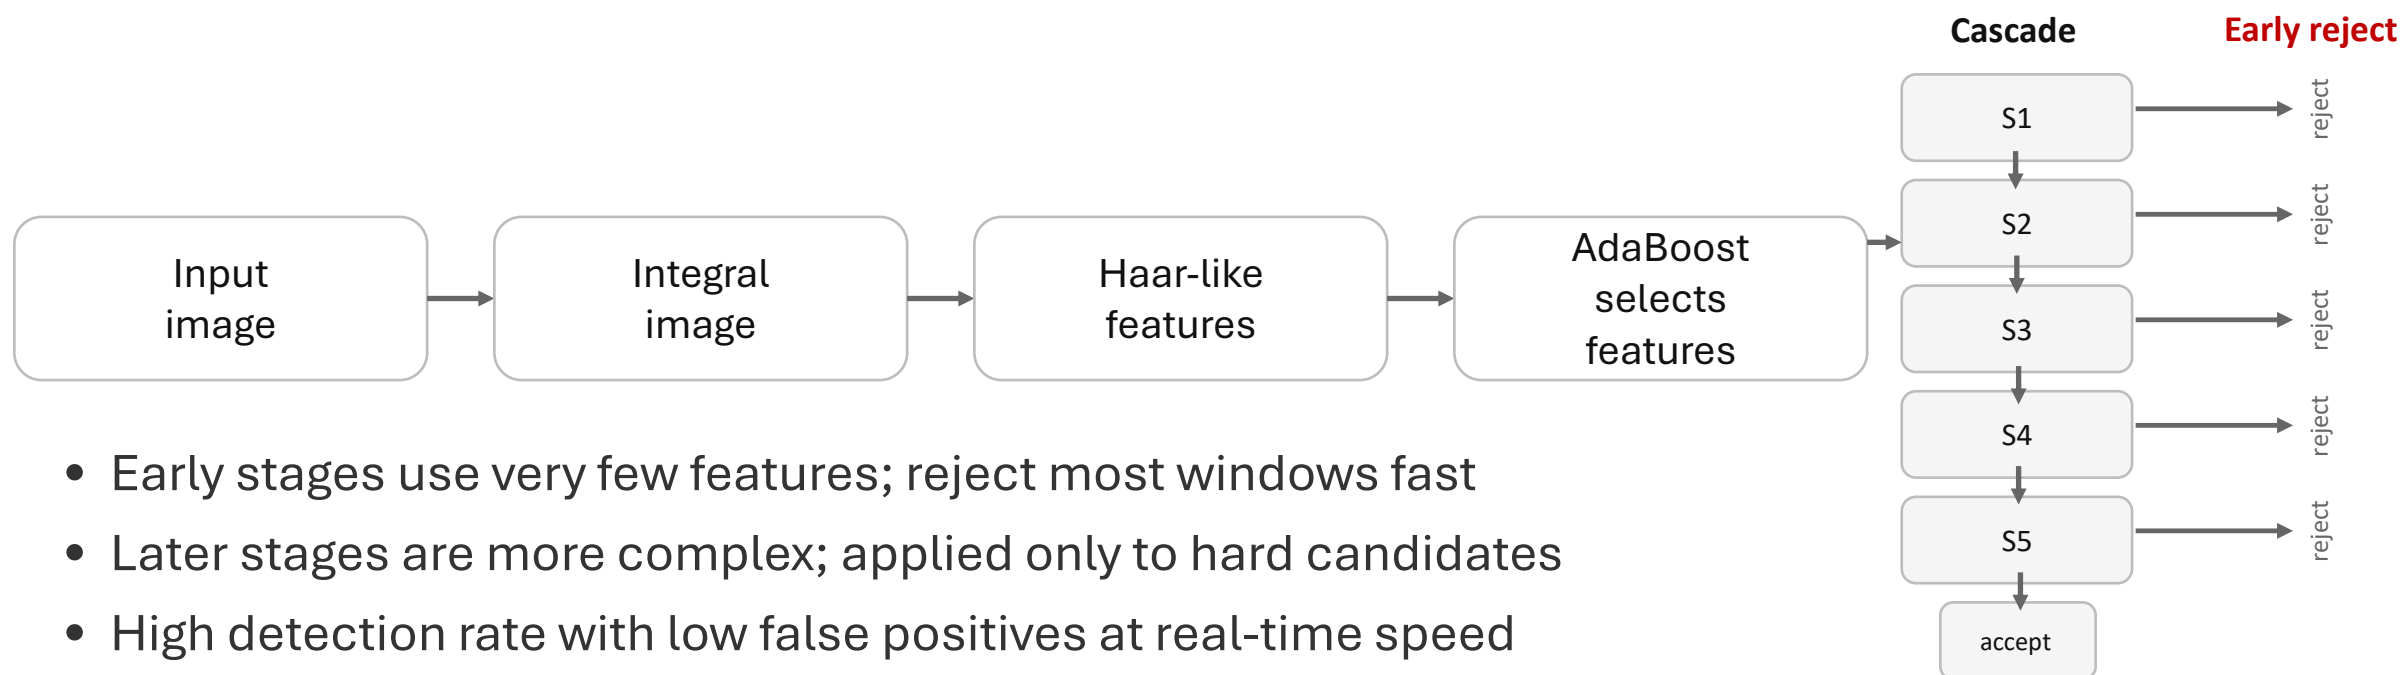 Cascade
Early reject
S1
reject
S2
reject
S3
reject
S4
reject
S5
reject
accept
Input
image
Integral
image
Haar-like
features
AdaBoost
selects
features
• Early stages use very few features; reject most windows fast
• Later stages are more complex; applied only to hard candidates
• High detection rate with low false positives at real-time speed